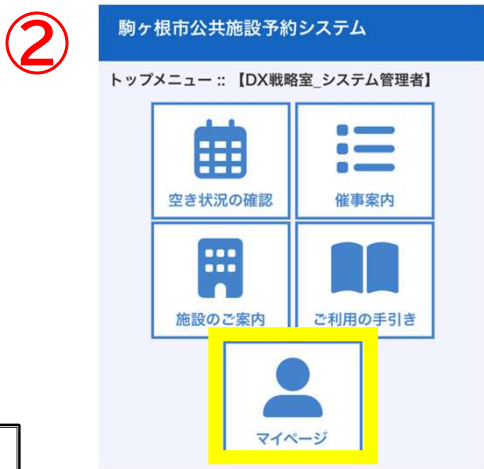 ②
駒ヶ根市公共施設予約システム
トップメニュー :: 【DX戦略室_システム管理者】
空き状況の確認
催事案内
施設のご案内
ご利用の手引き
マイページ